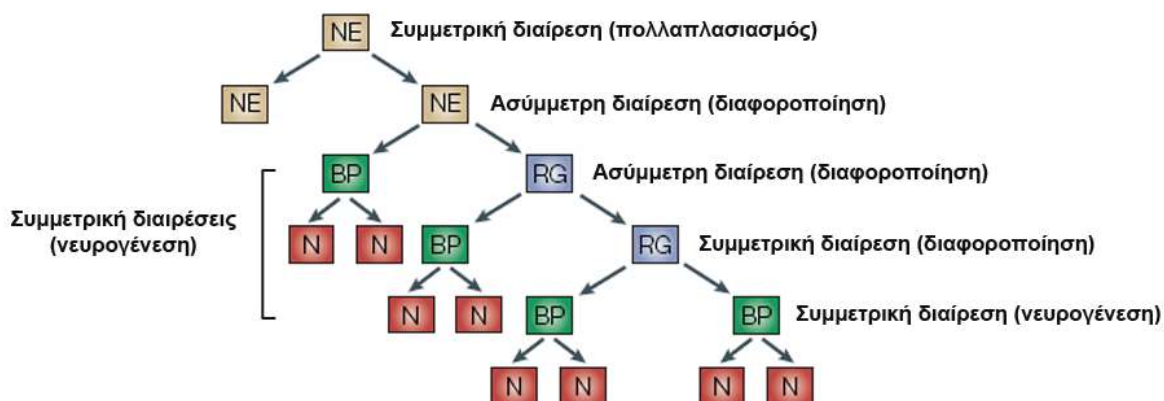 NE Συμμετρική διαίρεση (πολλαπλασιασμός)
NE NE Ασύμμετρη διαίρεση (διαφοροποίηση)
BP RG Ασύμμετρη διαίρεση (διαφοροποίηση)
Συμμετρική διαιρέσεις
(νευρογένεση)
N N BP RG Συμμετρική διαίρεση (διαφοροποίηση)
N N BP BP Συμμετρική διαίρεση (νευρογένεση)
N N N N